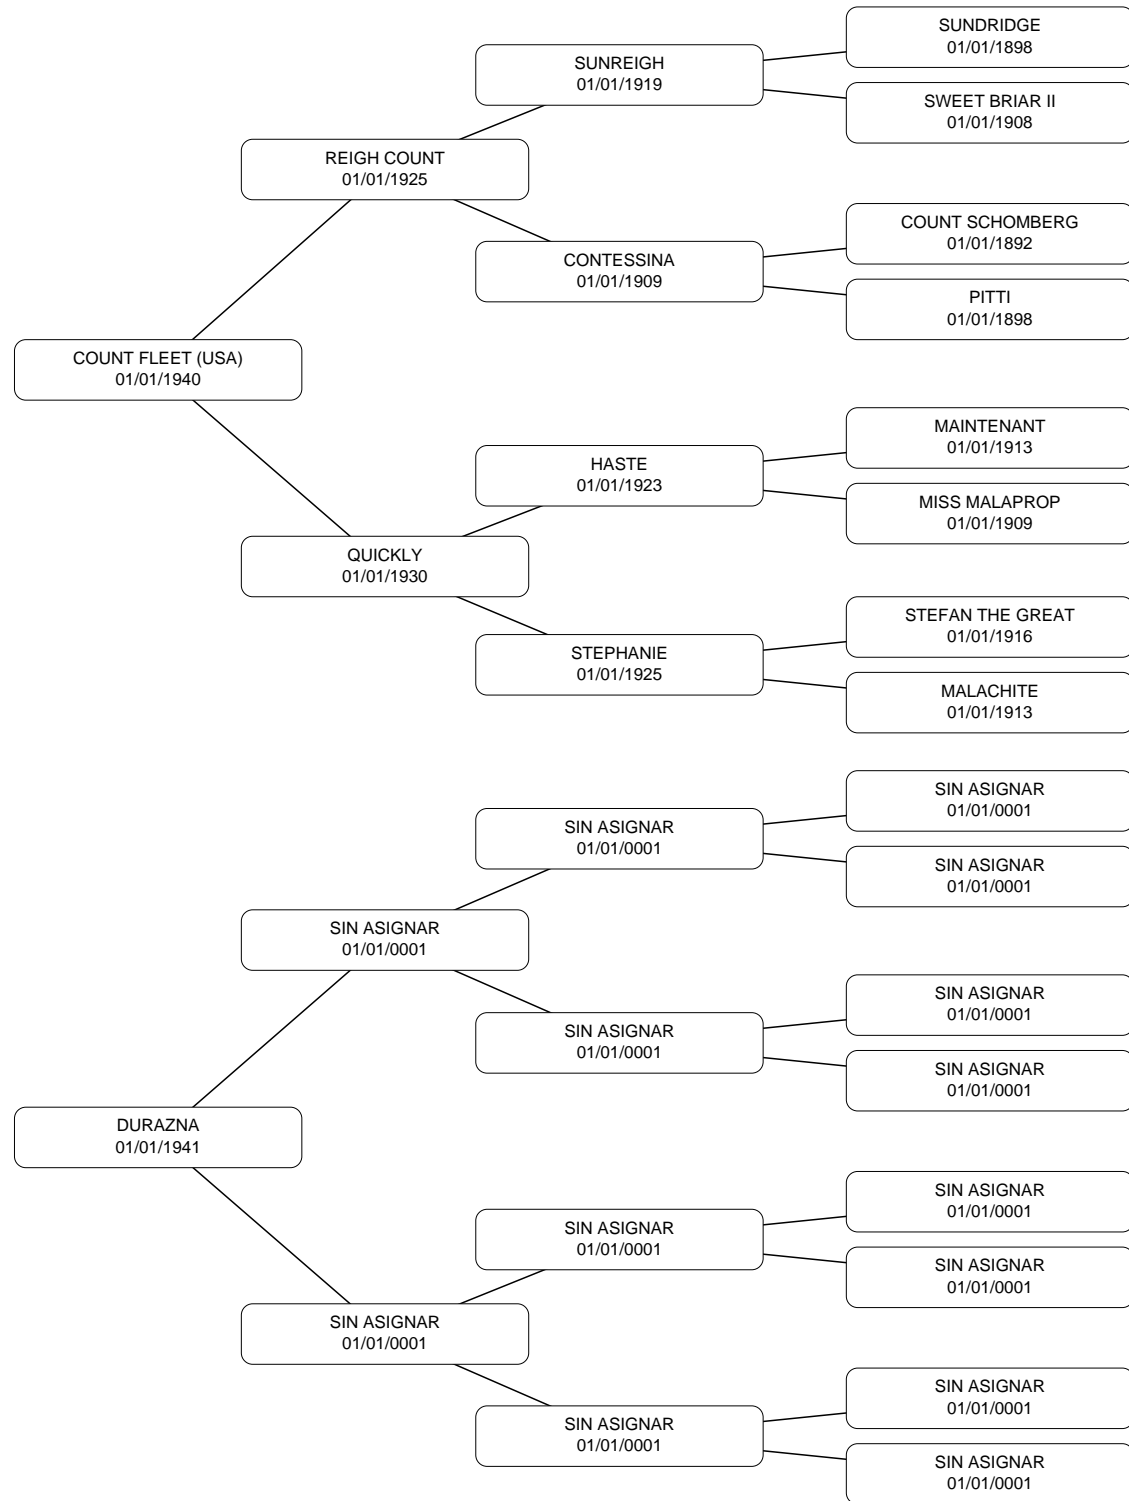 SUNDRIDGE
01/01/1898
SUNREIGH
01/01/1919
SWEET BRIAR II
01/01/1908
REIGH COUNT
01/01/1925
COUNT SCHOMBERG
01/01/1892
CONTESSINA
01/01/1909
PITTI
01/01/1898
COUNT FLEET (USA)
01/01/1940
MAINTENANT
01/01/1913
HASTE
01/01/1923
MISS MALAPROP
01/01/1909
QUICKLY
01/01/1930
STEFAN THE GREAT
01/01/1916
STEPHANIE
01/01/1925
MALACHITE
01/01/1913
SIN ASIGNAR
01/01/0001
SIN ASIGNAR
01/01/0001
SIN ASIGNAR
01/01/0001
SIN ASIGNAR
01/01/0001
SIN ASIGNAR
01/01/0001
SIN ASIGNAR
01/01/0001
SIN ASIGNAR
01/01/0001
DURAZNA
01/01/1941
SIN ASIGNAR
01/01/0001
SIN ASIGNAR
01/01/0001
SIN ASIGNAR
01/01/0001
SIN ASIGNAR
01/01/0001
SIN ASIGNAR
01/01/0001
SIN ASIGNAR
01/01/0001
SIN ASIGNAR
01/01/0001